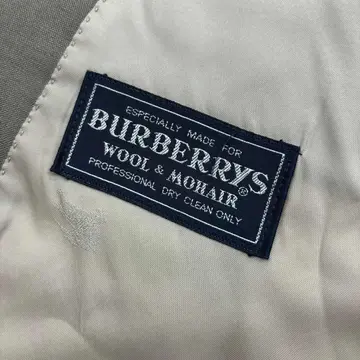 ESPECIALLY MADE FOR
BURBERRYS
WOOL & MOHAIR®
PROFESSIONAL DRY CLEAN ONLY